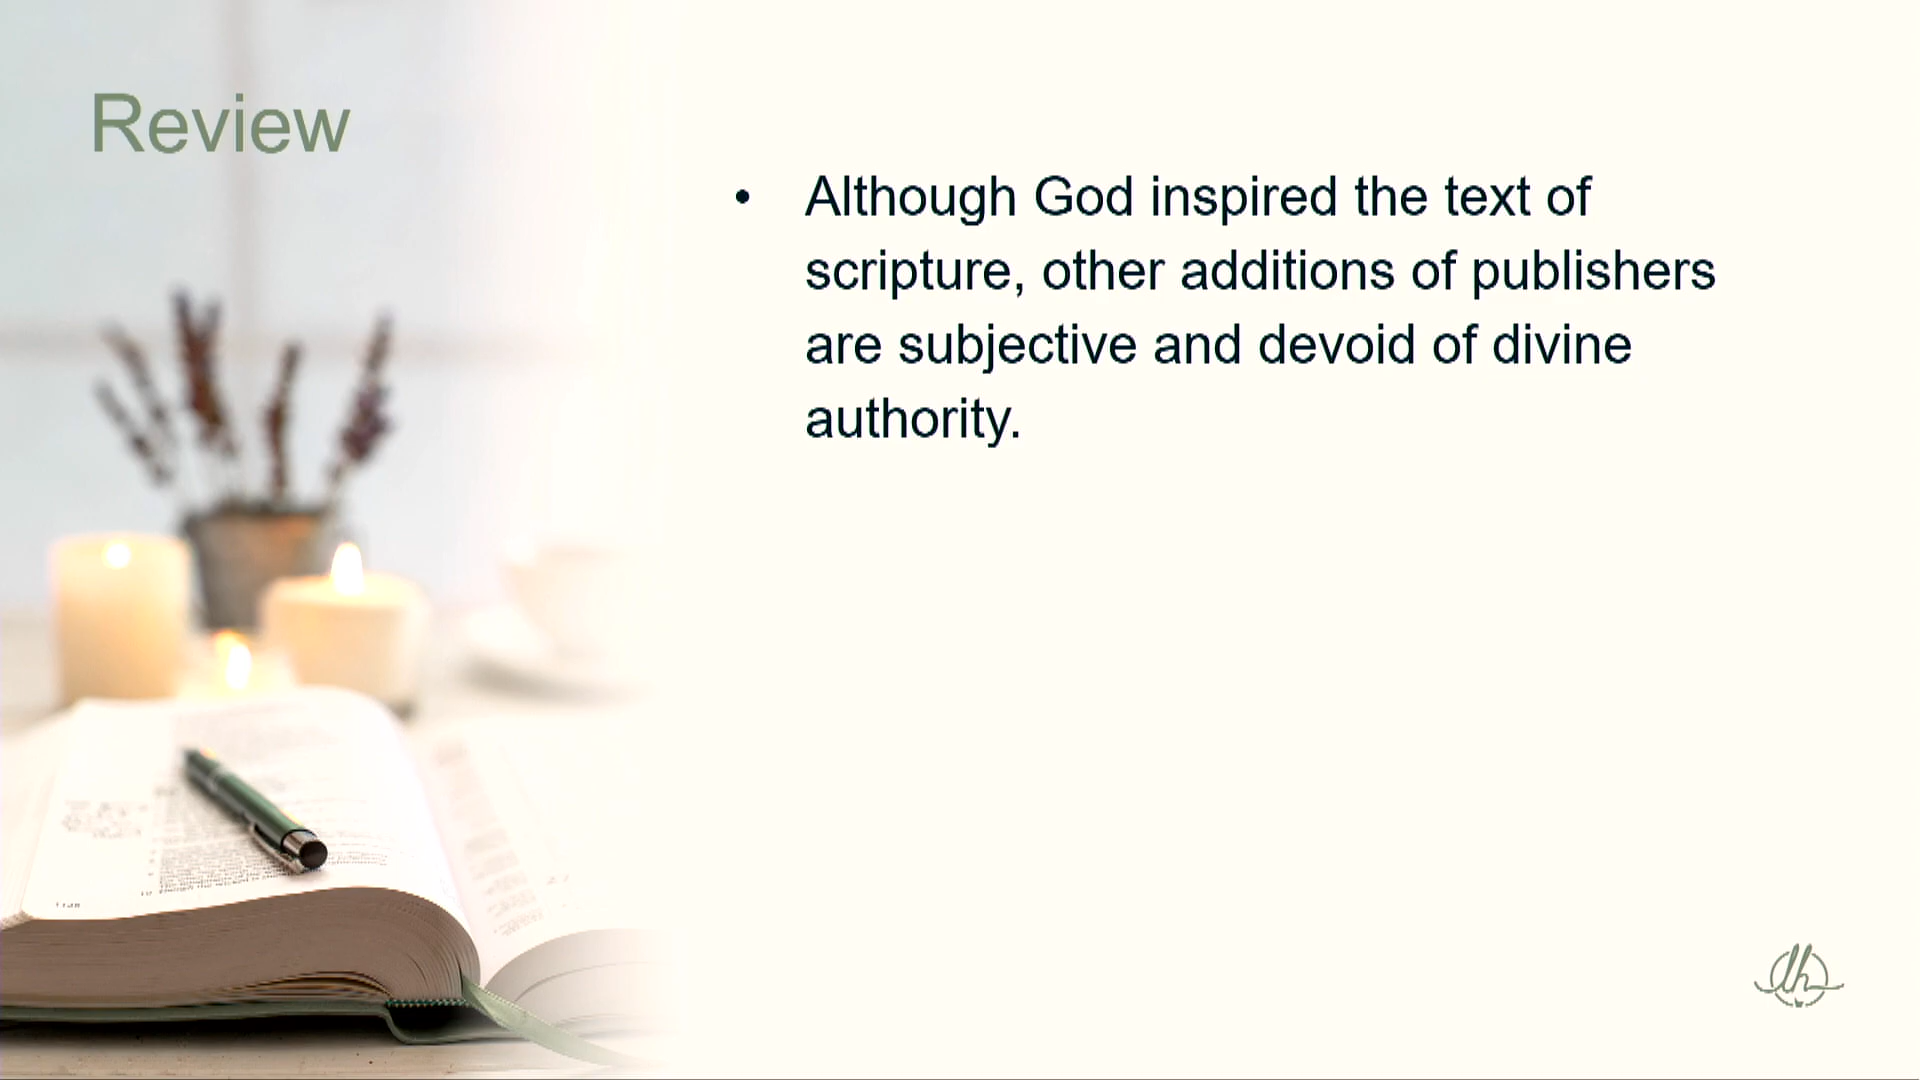 Review
• Although God inspired the text of
scripture, other additions of publishers
are subjective and devoid of divine
authority.
lh